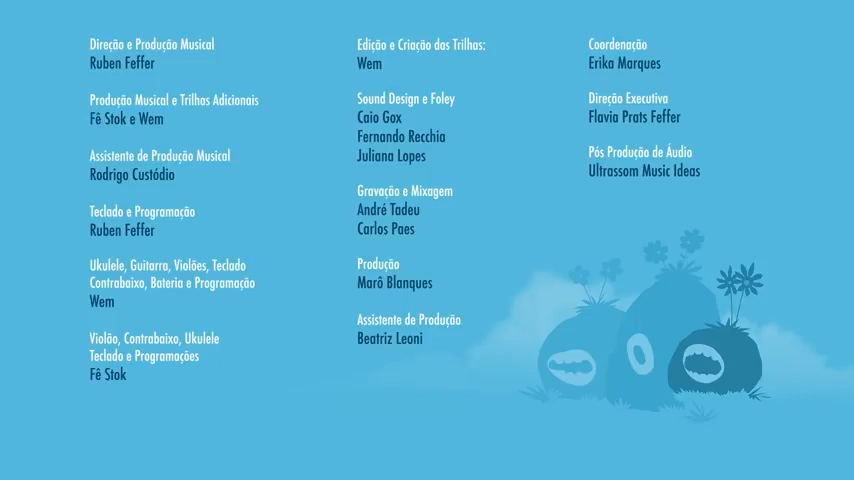 Direção e Produção Musical
Ruben Feffer
Produção Musical e Trilhas Adicionais
Fê Stok e Wem
Assistente de Produção Musical
Rodrigo Custódio
Teclado e Programação
Ruben Feffer
Ukulele, Guitarra, Violões, Teclado
Contrabaixo, Bateria e Programação
Wem
Violão, Contrabaixo, Ukulele
Teclado e Programações
Fê Stok
Edição e Criação das Trilhas:
Wem
Sound Design e Foley
Caio Gox
Fernando Recchia
Juliana Lopes
Gravação e Mixagem
André Tadeu
Carlos Paes
Produção
Marô Blanques
Assistente de Produção
Beatriz Leoni
Coordenação
Erika Marques
Direção Executiva
Flavia Prats Feffer
Pós Produção de Áudio
Ultrassom Music Ideas